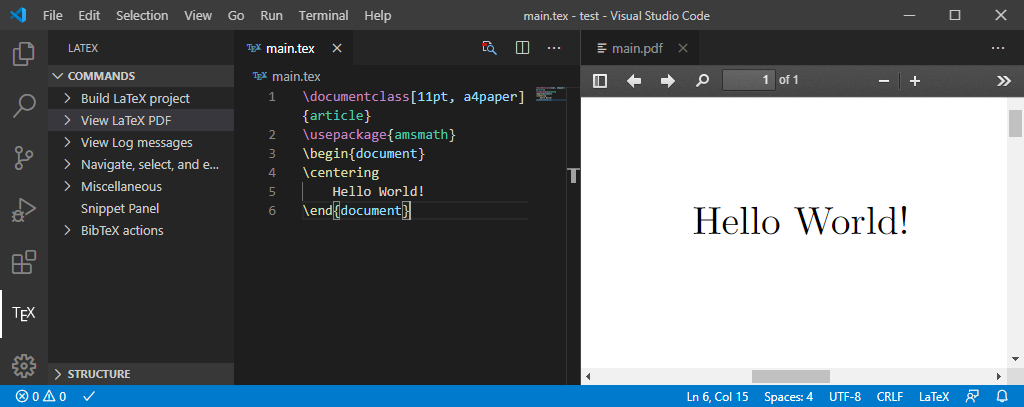 File Edit Selection View Go Run Terminal Help main.tex - test - Visual Studio Code
LATEX
COMMANDS
Build LaTeX project
View LaTeX PDF
View Log messages
Navigate, select, and e...
Miscellaneous
Snippet Panel
BibTeX actions
STRUCTURE
TEX
TEX main.tex
TEX main.tex
1 \documentclass[11pt, a4paper]
{article}
2 \usepackage{amsmath}
3 \begin{document}
4 \centering
5 Hello World!
6 \end{document}
main.pdf
1 of 1
Hello World!
0 0 Ln 6, Col 15 Spaces: 4 UTF-8 CRLF LaTeX